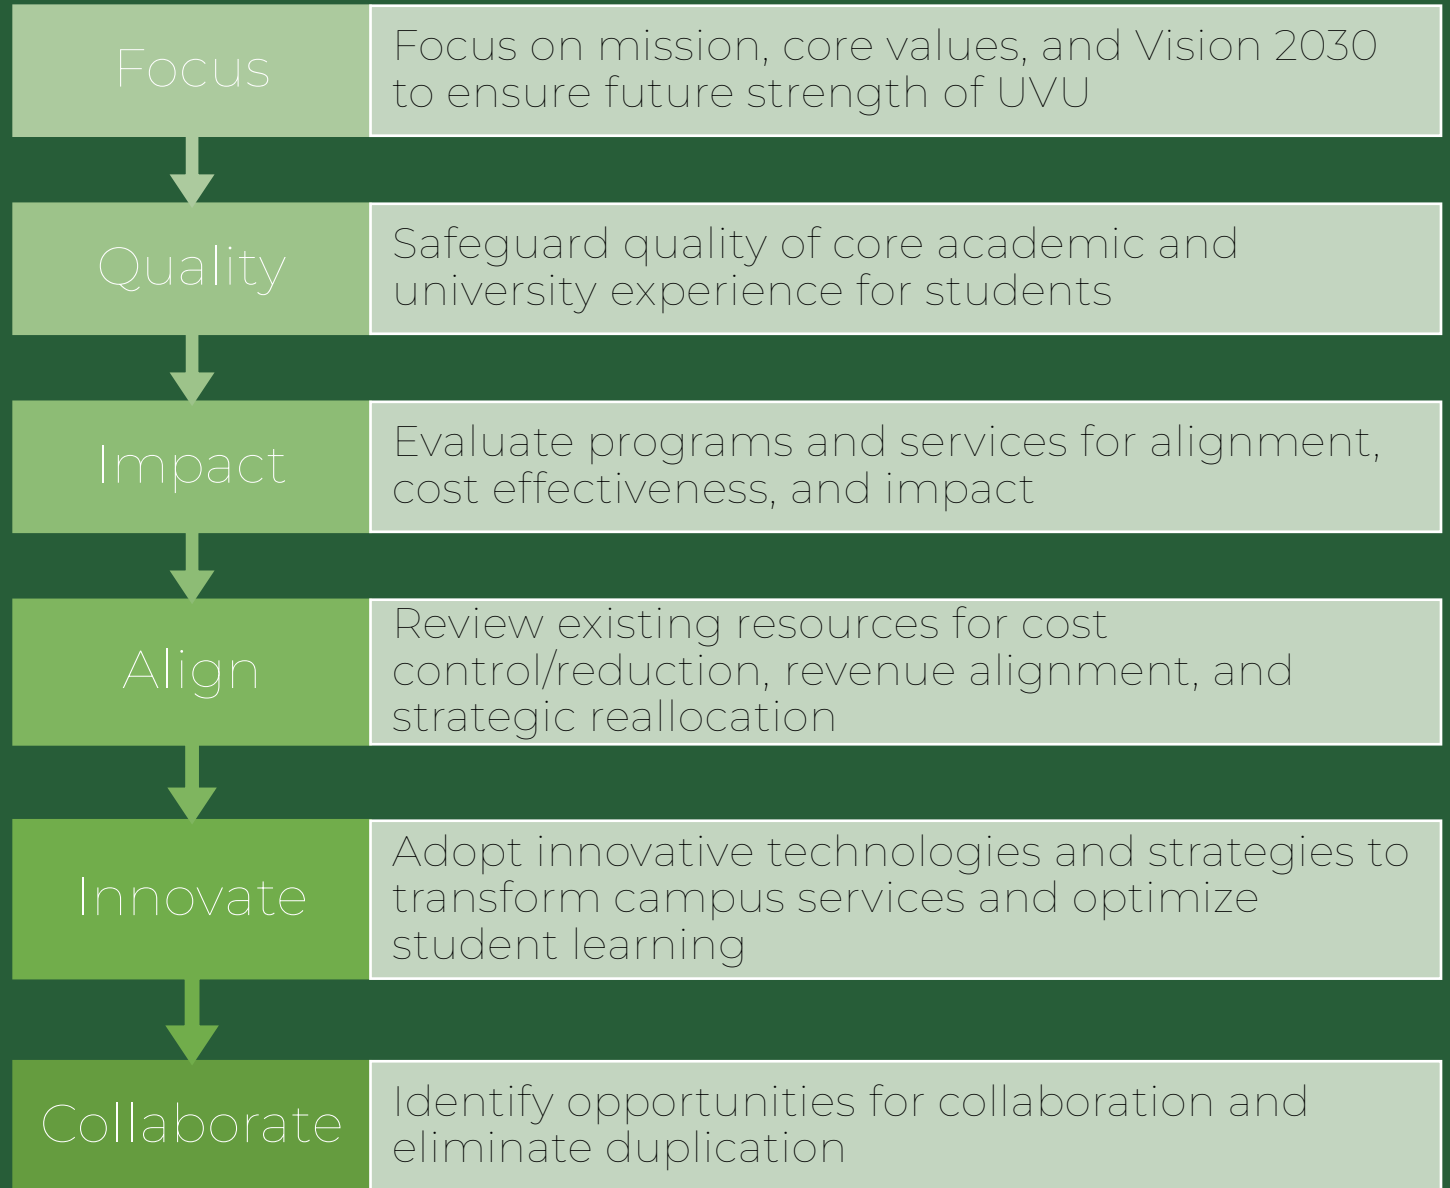 Focus
Focus on mission, core values, and Vision 2030
to ensure future strength of UVU
Quality
Safeguard quality of core academic and
university experience for students
Impact
Evaluate programs and services for alignment,
cost effectiveness, and impact
Align
Review existing resources for cost
control/reduction, revenue alignment, and
strategic reallocation
Innovate
Adopt innovative technologies and strategies to
transform campus services and optimize
student learning
Collaborate
Identify opportunities for collaboration and
eliminate duplication